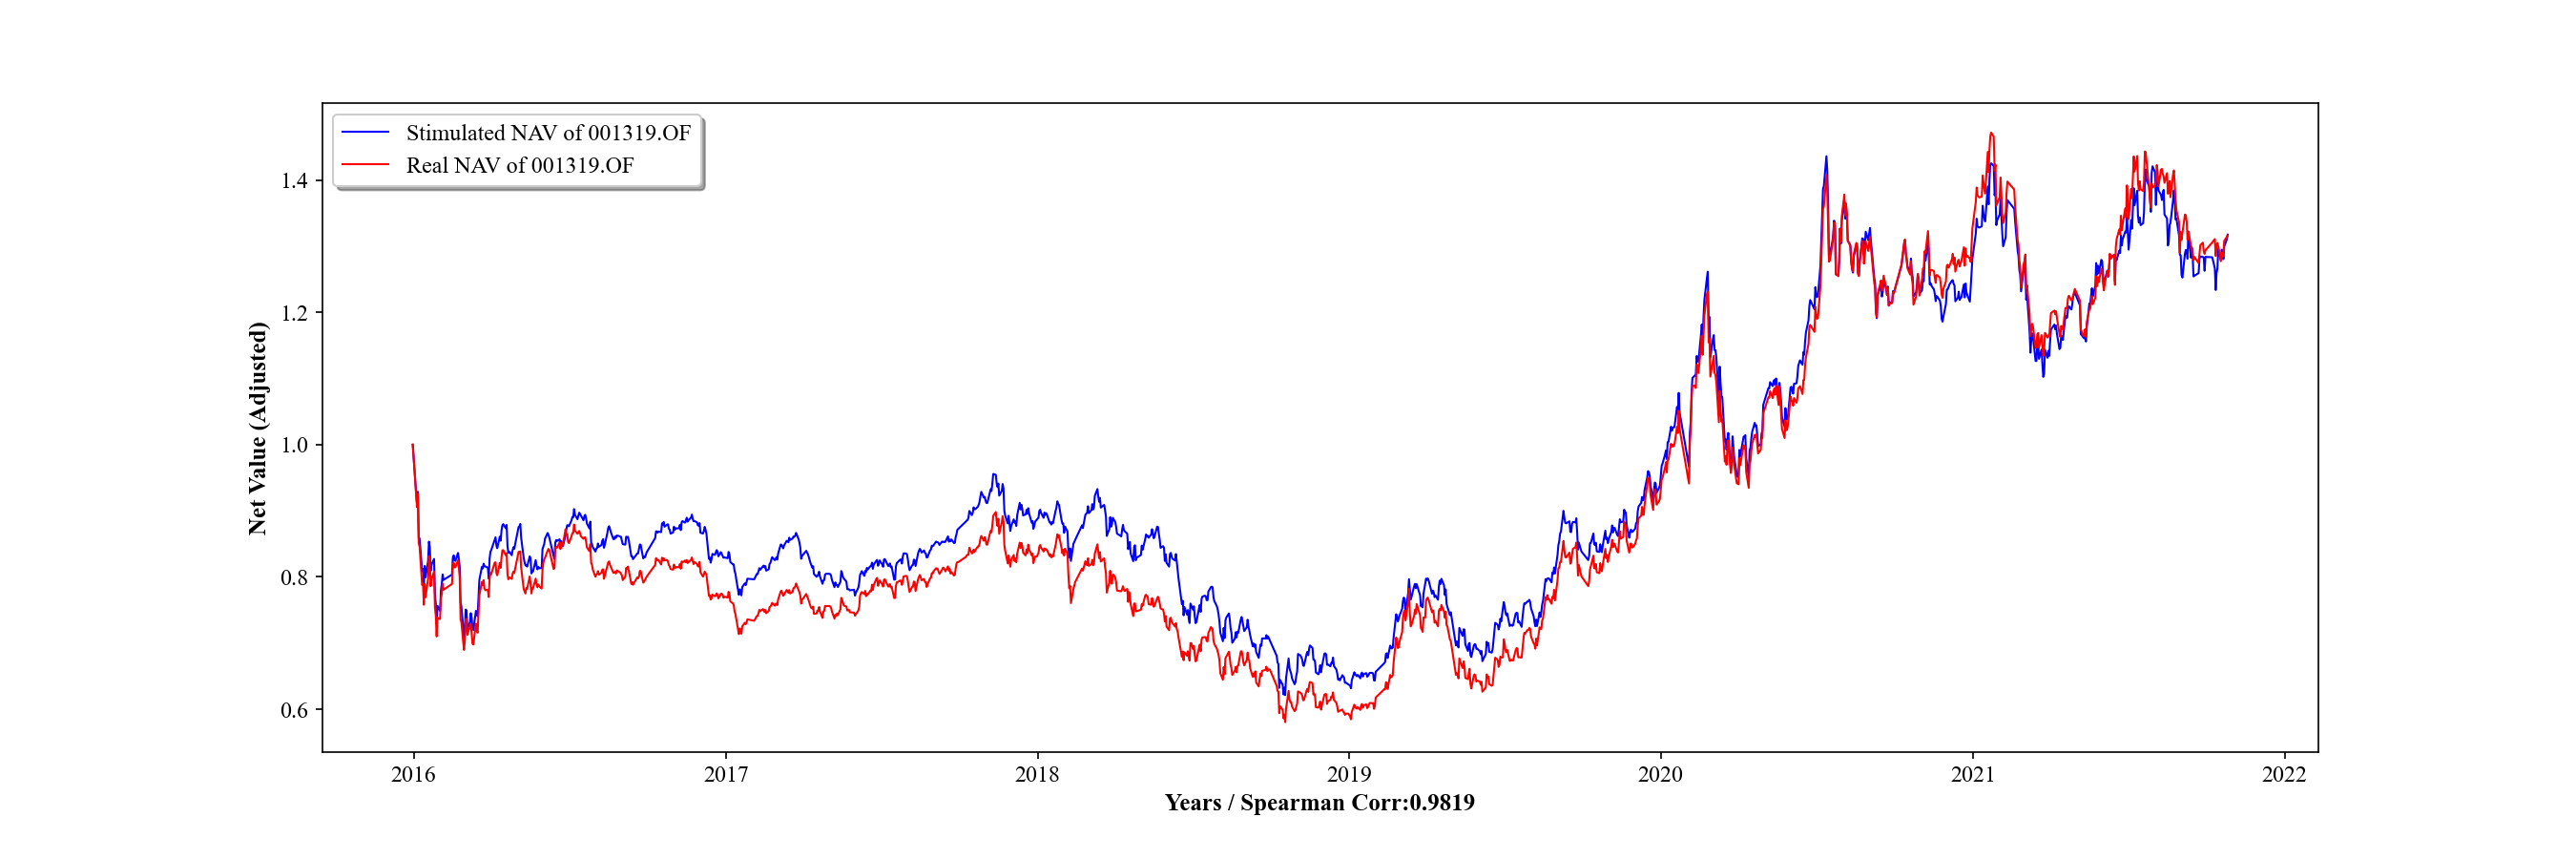 Stimulated NAV of 001319.OF
Real NAV of 001319.OF
1.4
1.2
1.0
0.8
0.6
Net Value (Adjusted)
2016 2017 2018 2019 2020 2021 2022
Years / Spearman Corr:0.9819